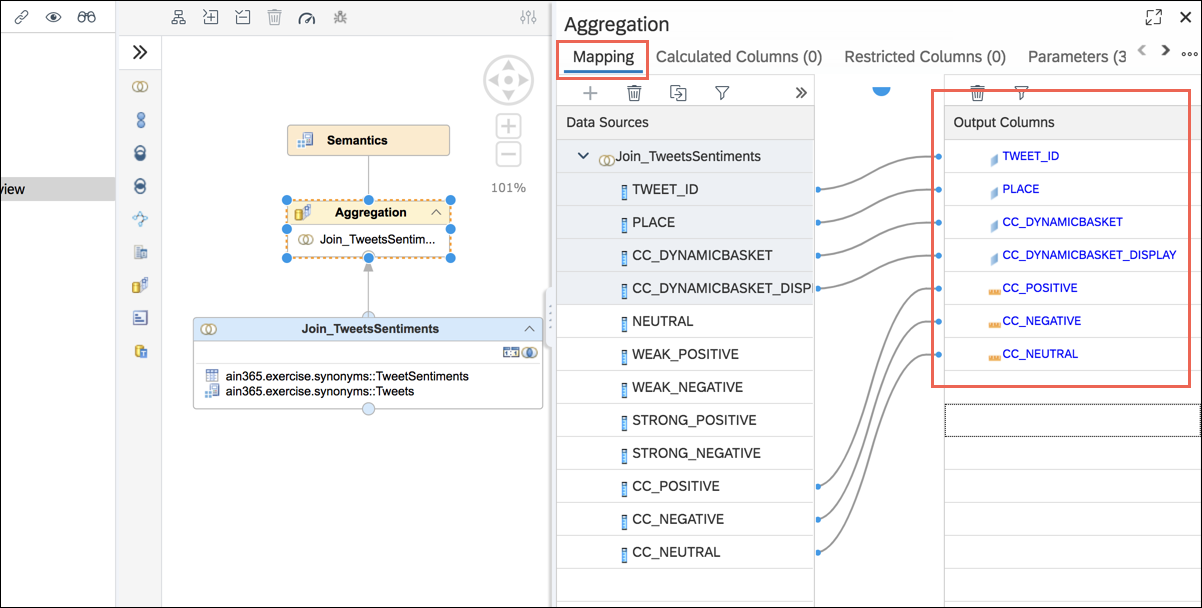 view
101%
Semantics
Aggregation
Join_TweetsSentim...
Join_TweetsSentiments
ain365.exercise.synonyms::TweetSentiments
ain365.exercise.synonyms::Tweets
Aggregation
Mapping Calculated Columns (0) Restricted Columns (0) Parameters (3
Data Sources
Join_TweetsSentiments
TWEET_ID
PLACE
CC_DYNAMICBASKET
CC_DYNAMICBASKET_DISP
NEUTRAL
WEAK_POSITIVE
WEAK_NEGATIVE
STRONG_POSITIVE
STRONG_NEGATIVE
CC_POSITIVE
CC_NEGATIVE
CC_NEUTRAL
Output Columns
TWEET_ID
PLACE
CC_DYNAMICBASKET
CC_DYNAMICBASKET_DISPLAY
CC_POSITIVE
CC_NEGATIVE
CC_NEUTRAL